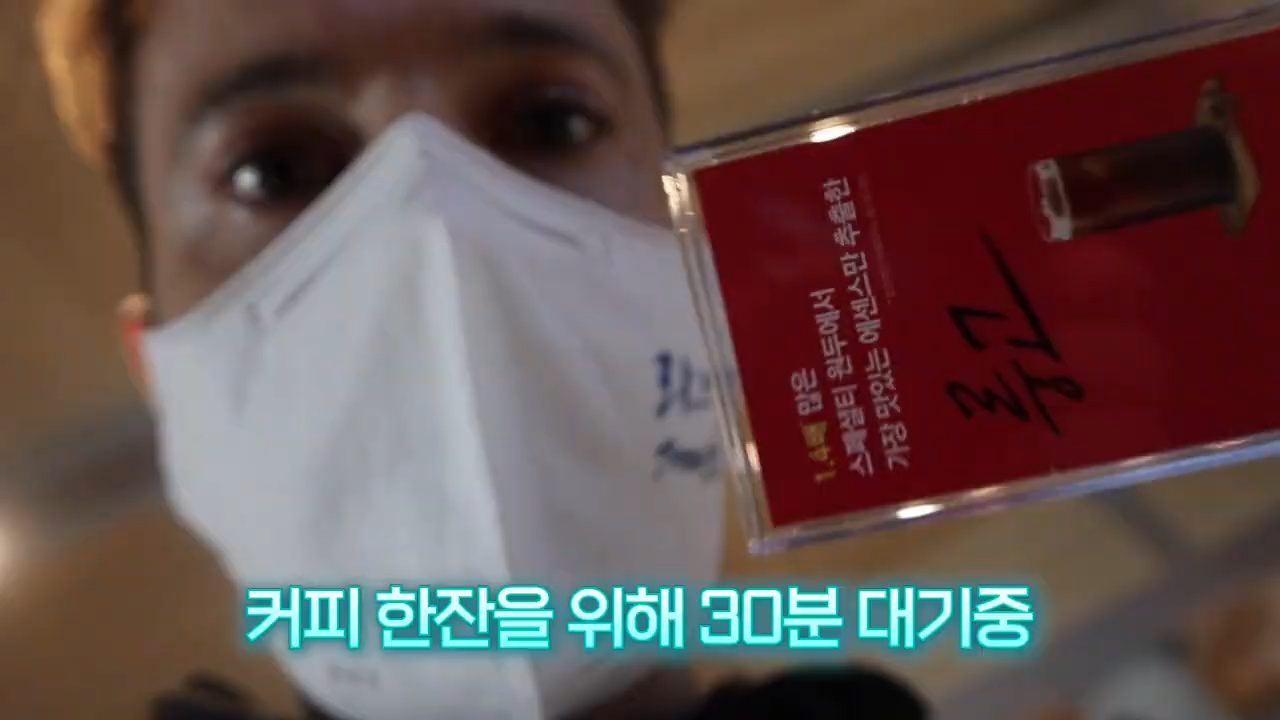 1.4배 많은
스페셜티 원두에서
가장 맛있는 에센스만 추출한
롱고
커피 한잔을 위해 30분 대기중